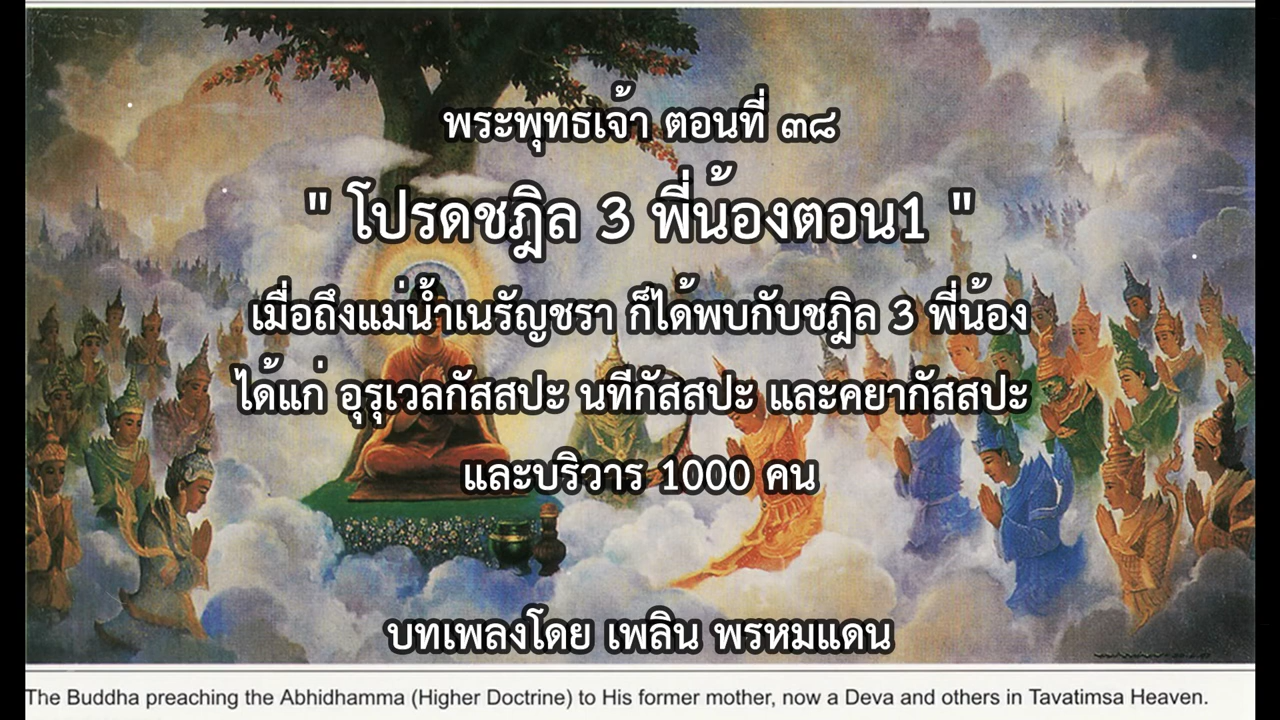 พระพุทธเจ้า ตอนที่ ๓๘
" โปรดชฎิล 3 พี่น้องตอน1 "
เมื่อถึงแม่น้ำเนรัญชรา ก็ได้พบกับชฎิล 3 พี่น้อง
ได้แก่ อุรุเวลกัสสปะ นทีกัสสปะ และคยากัสสปะ
และบริวาร 1000 คน
บทเพลงโดย เพลิน พรหมแดน
The Buddha preaching the Abhidhamma (Higher Doctrine) to His former mother, now a Deva and others in Tavatimsa Heaven.